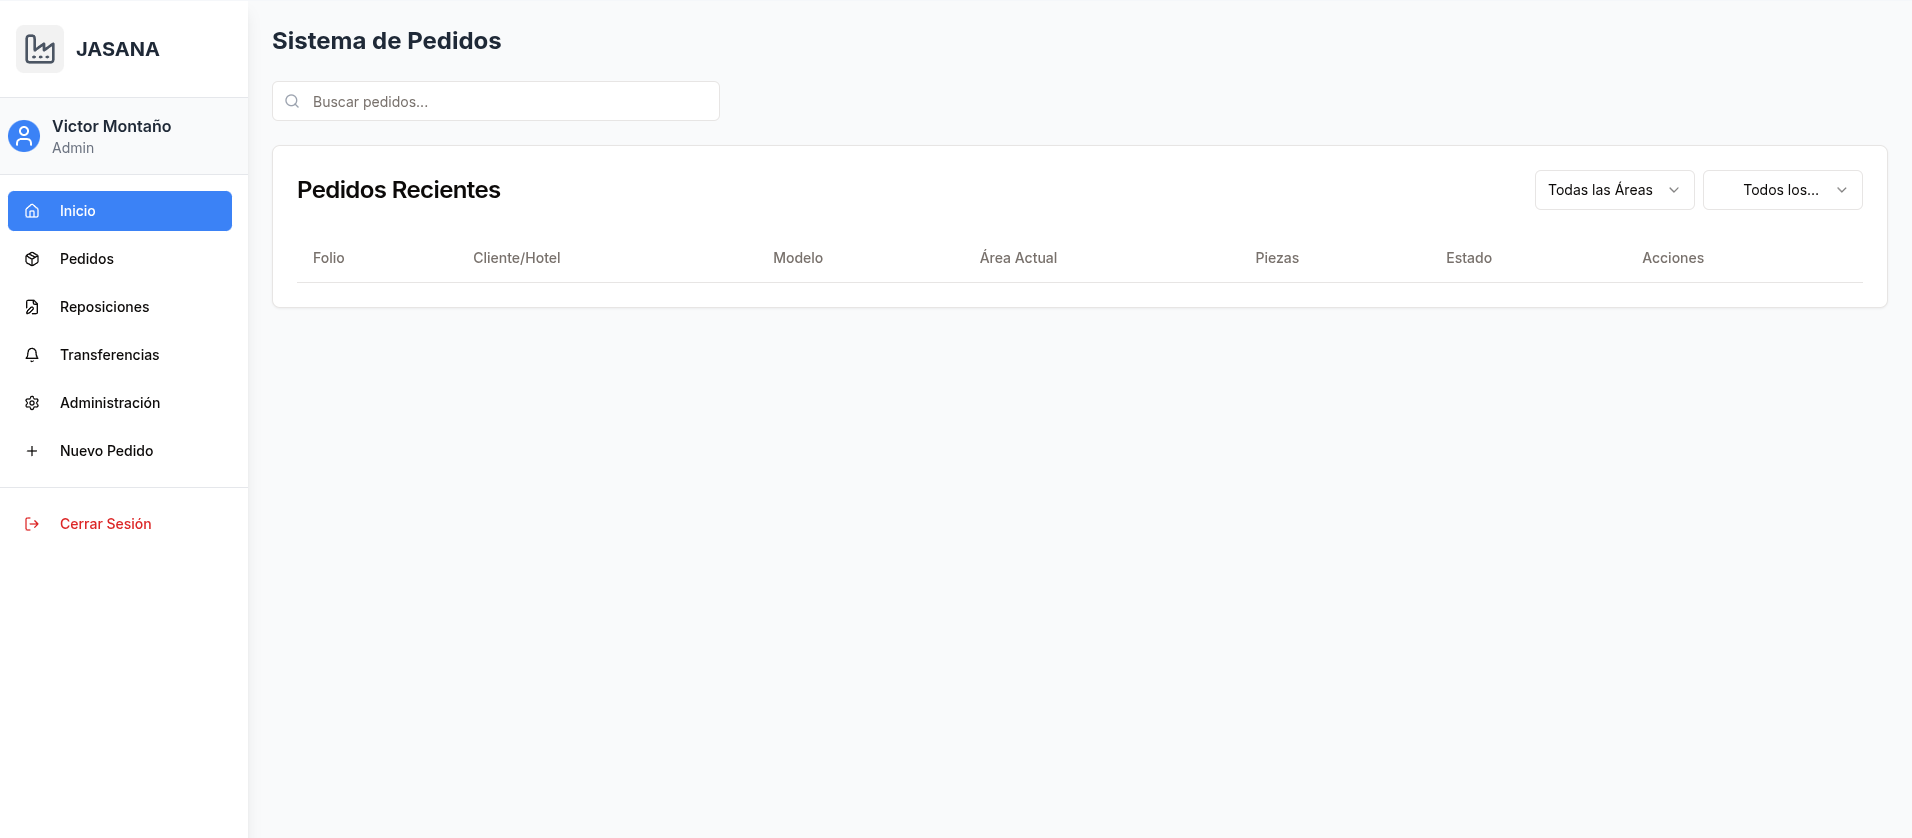 JASANA
Victor Montaño
Admin
Inicio
Pedidos
Reposiciones
Transferencias
Administración
Nuevo Pedido
Cerrar Sesión
Sistema de Pedidos
Buscar pedidos...
Pedidos Recientes
Todas las Áreas
Todos los...
Folio Cliente/Hotel Modelo Área Actual Piezas Estado Acciones